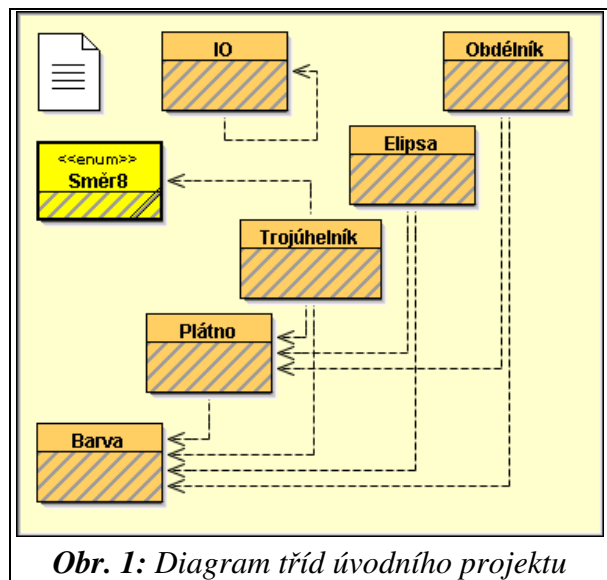 IO
Obdélník
Elipsa
<<enum>>
Směr8
Trojúhelník
Plátno
Barva
Obr. 1: Diagram tříd úvodního projektu